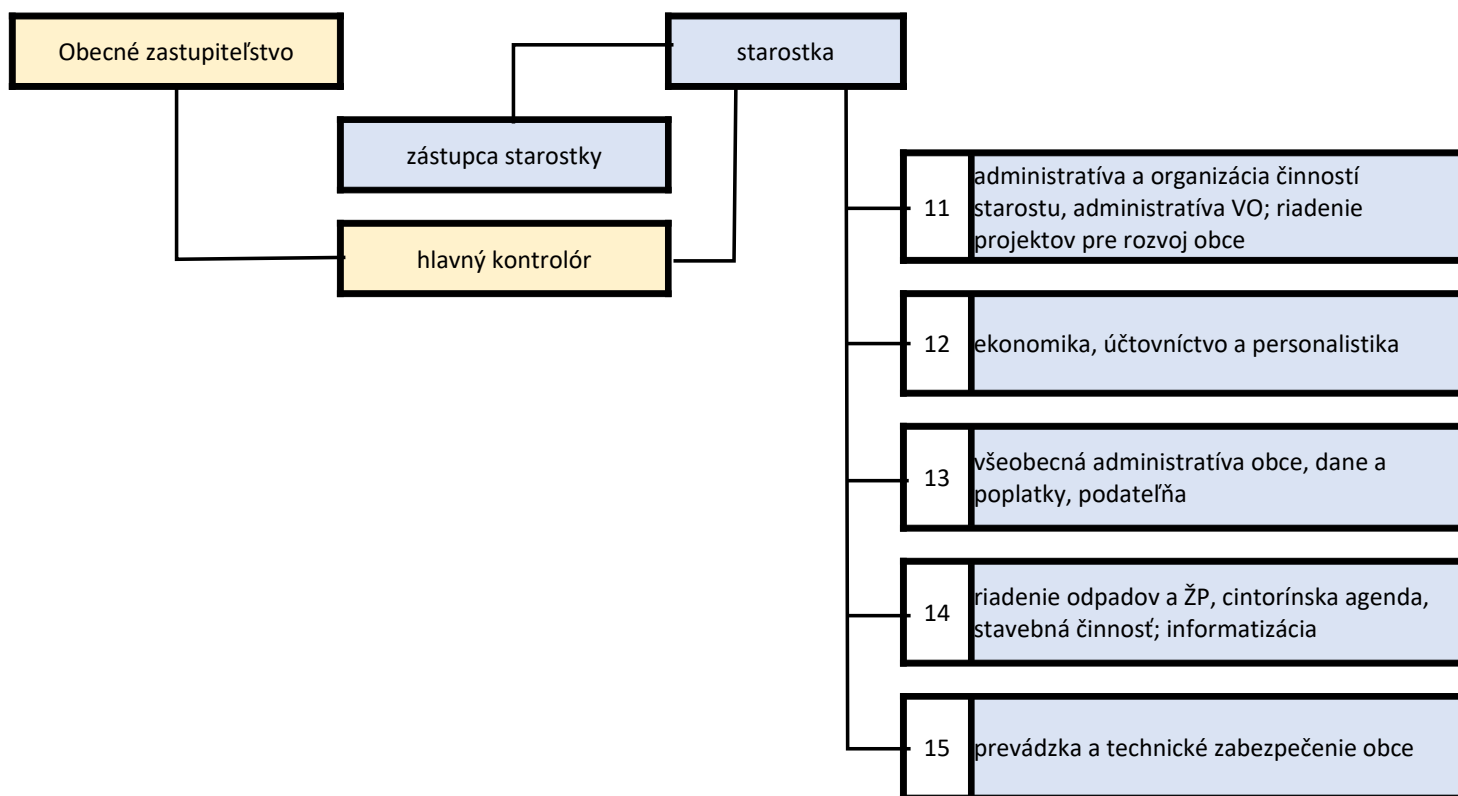 Obecné zastupiteľstvo
starostka
zástupca starostky
hlavný kontrolór
11
administratíva a organizácia činností
starostu, administratíva VO; riadenie
projektov pre rozvoj obce
12
ekonomika, účtovníctvo a personalistika
13
všeobecná administratíva obce, dane a
poplatky, podateľňa
14
riadenie odpadov a ŽP, cintorínska agenda,
stavebná činnosť; informatizácia
15
prevádzka a technické zabezpečenie obce